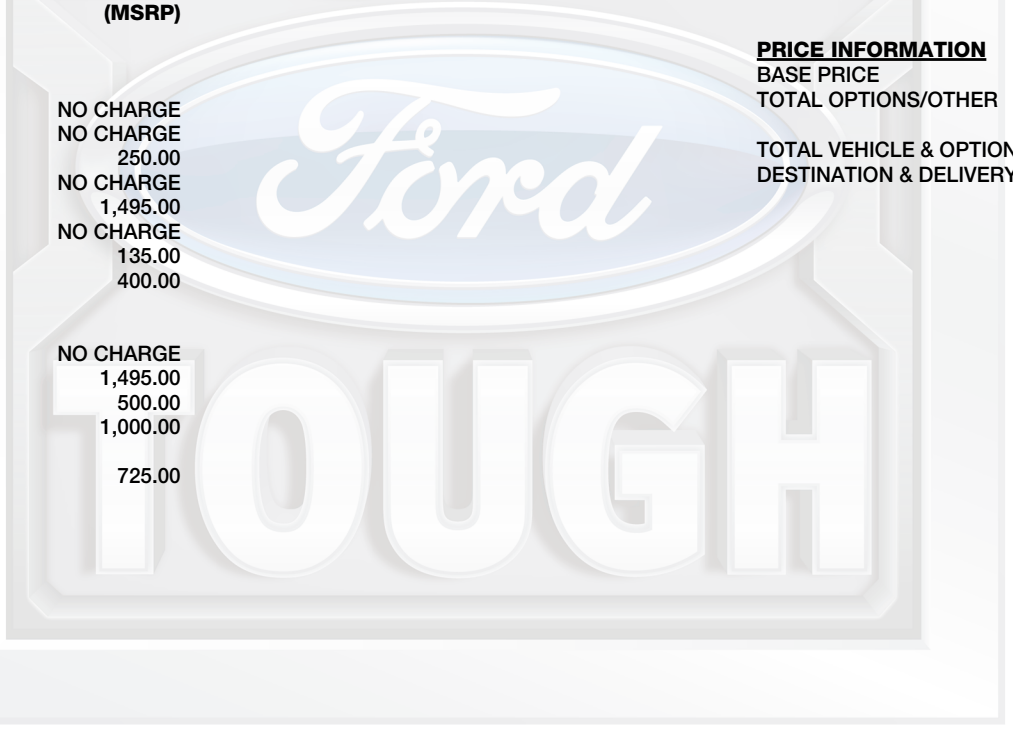 (MSRP)
NO CHARGE
NO CHARGE
250.00
NO CHARGE
1,495.00
NO CHARGE
135.00
400.00
NO CHARGE
1,495.00
500.00
1,000.00
725.00
PRICE INFORMATION
BASE PRICE
TOTAL OPTIONS/OTHER
TOTAL VEHICLE & OPTION
DESTINATION & DELIVERY
Ford
TOUGH